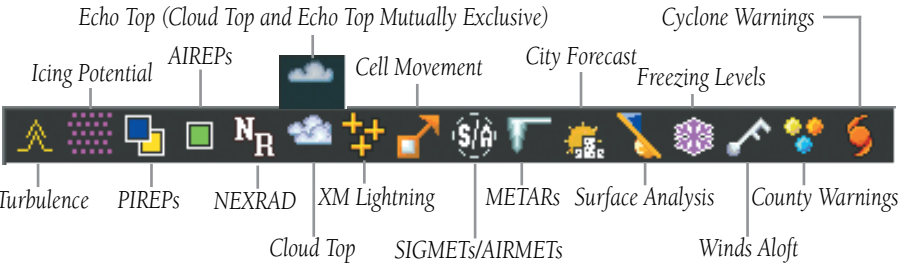 Echo Top (Cloud Top and Echo Top Mutually Exclusive)
Cyclone Warnings
AIREPs
City Forecast
Icing Potential
Cell Movement
Freezing Levels
N
R
S/A
Turbulence
PIREPs
NEXRAD
XM Lightning
METARs
Surface Analysis
County Warnings
Cloud Top
SIGMETs/AIRMETs
Winds Aloft